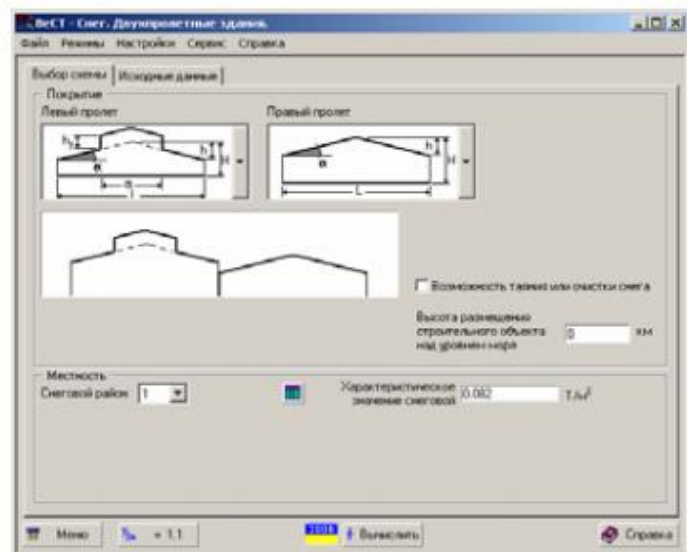 ВеСТ - Снег. Двухпролетные здания.
Файл Режимы Настройки Сервис Справка
Выбор схемы Исходные данные
Покрытие
Левый пролет Правый пролет
h α a l h H
α L h H
Возможность таяния или очистки снега
Высота размещения
строительного объекта 0 км
над уровнем моря
Местность
Снеговой район 1 Характеристическое 0.082 Т/м²
значение снеговой
Меню = 1.1 Вычислить Справка